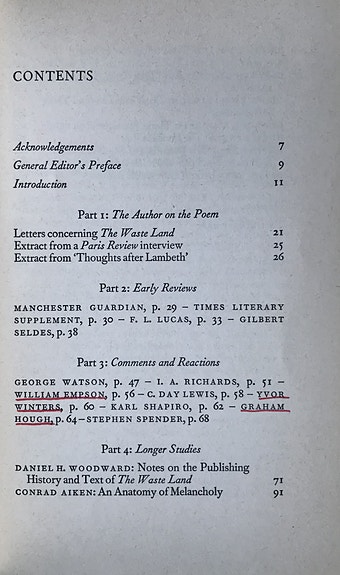 CONTENTS
Acknowledgements 7
General Editor's Preface 9
Introduction 11
Part 1: The Author on the Poem
Letters concerning The Waste Land 21
Extract from a Paris Review interview 25
Extract from 'Thoughts after Lambeth' 26
Part 2: Early Reviews
MANCHESTER GUARDIAN, p. 29 – TIMES LITERARY
SUPPLEMENT, p. 30 – F. L. LUCAS, p. 33 – GILBERT
SELDES, p. 38
Part 3: Comments and Reactions
GEORGE WATSON, p. 47 – I. A. RICHARDS, p. 51 –
WILLIAM EMPSON, p. 56 – C. DAY LEWIS, p. 58 – YVOR
WINTERS, p. 60 – KARL SHAPIRO, p. 62 – GRAHAM
HOUGH, p. 64 – STEPHEN SPENDER, p. 68
Part 4: Longer Studies
DANIEL H. WOODWARD: Notes on the Publishing
History and Text of The Waste Land 71
CONRAD AIKEN: An Anatomy of Melancholy 91